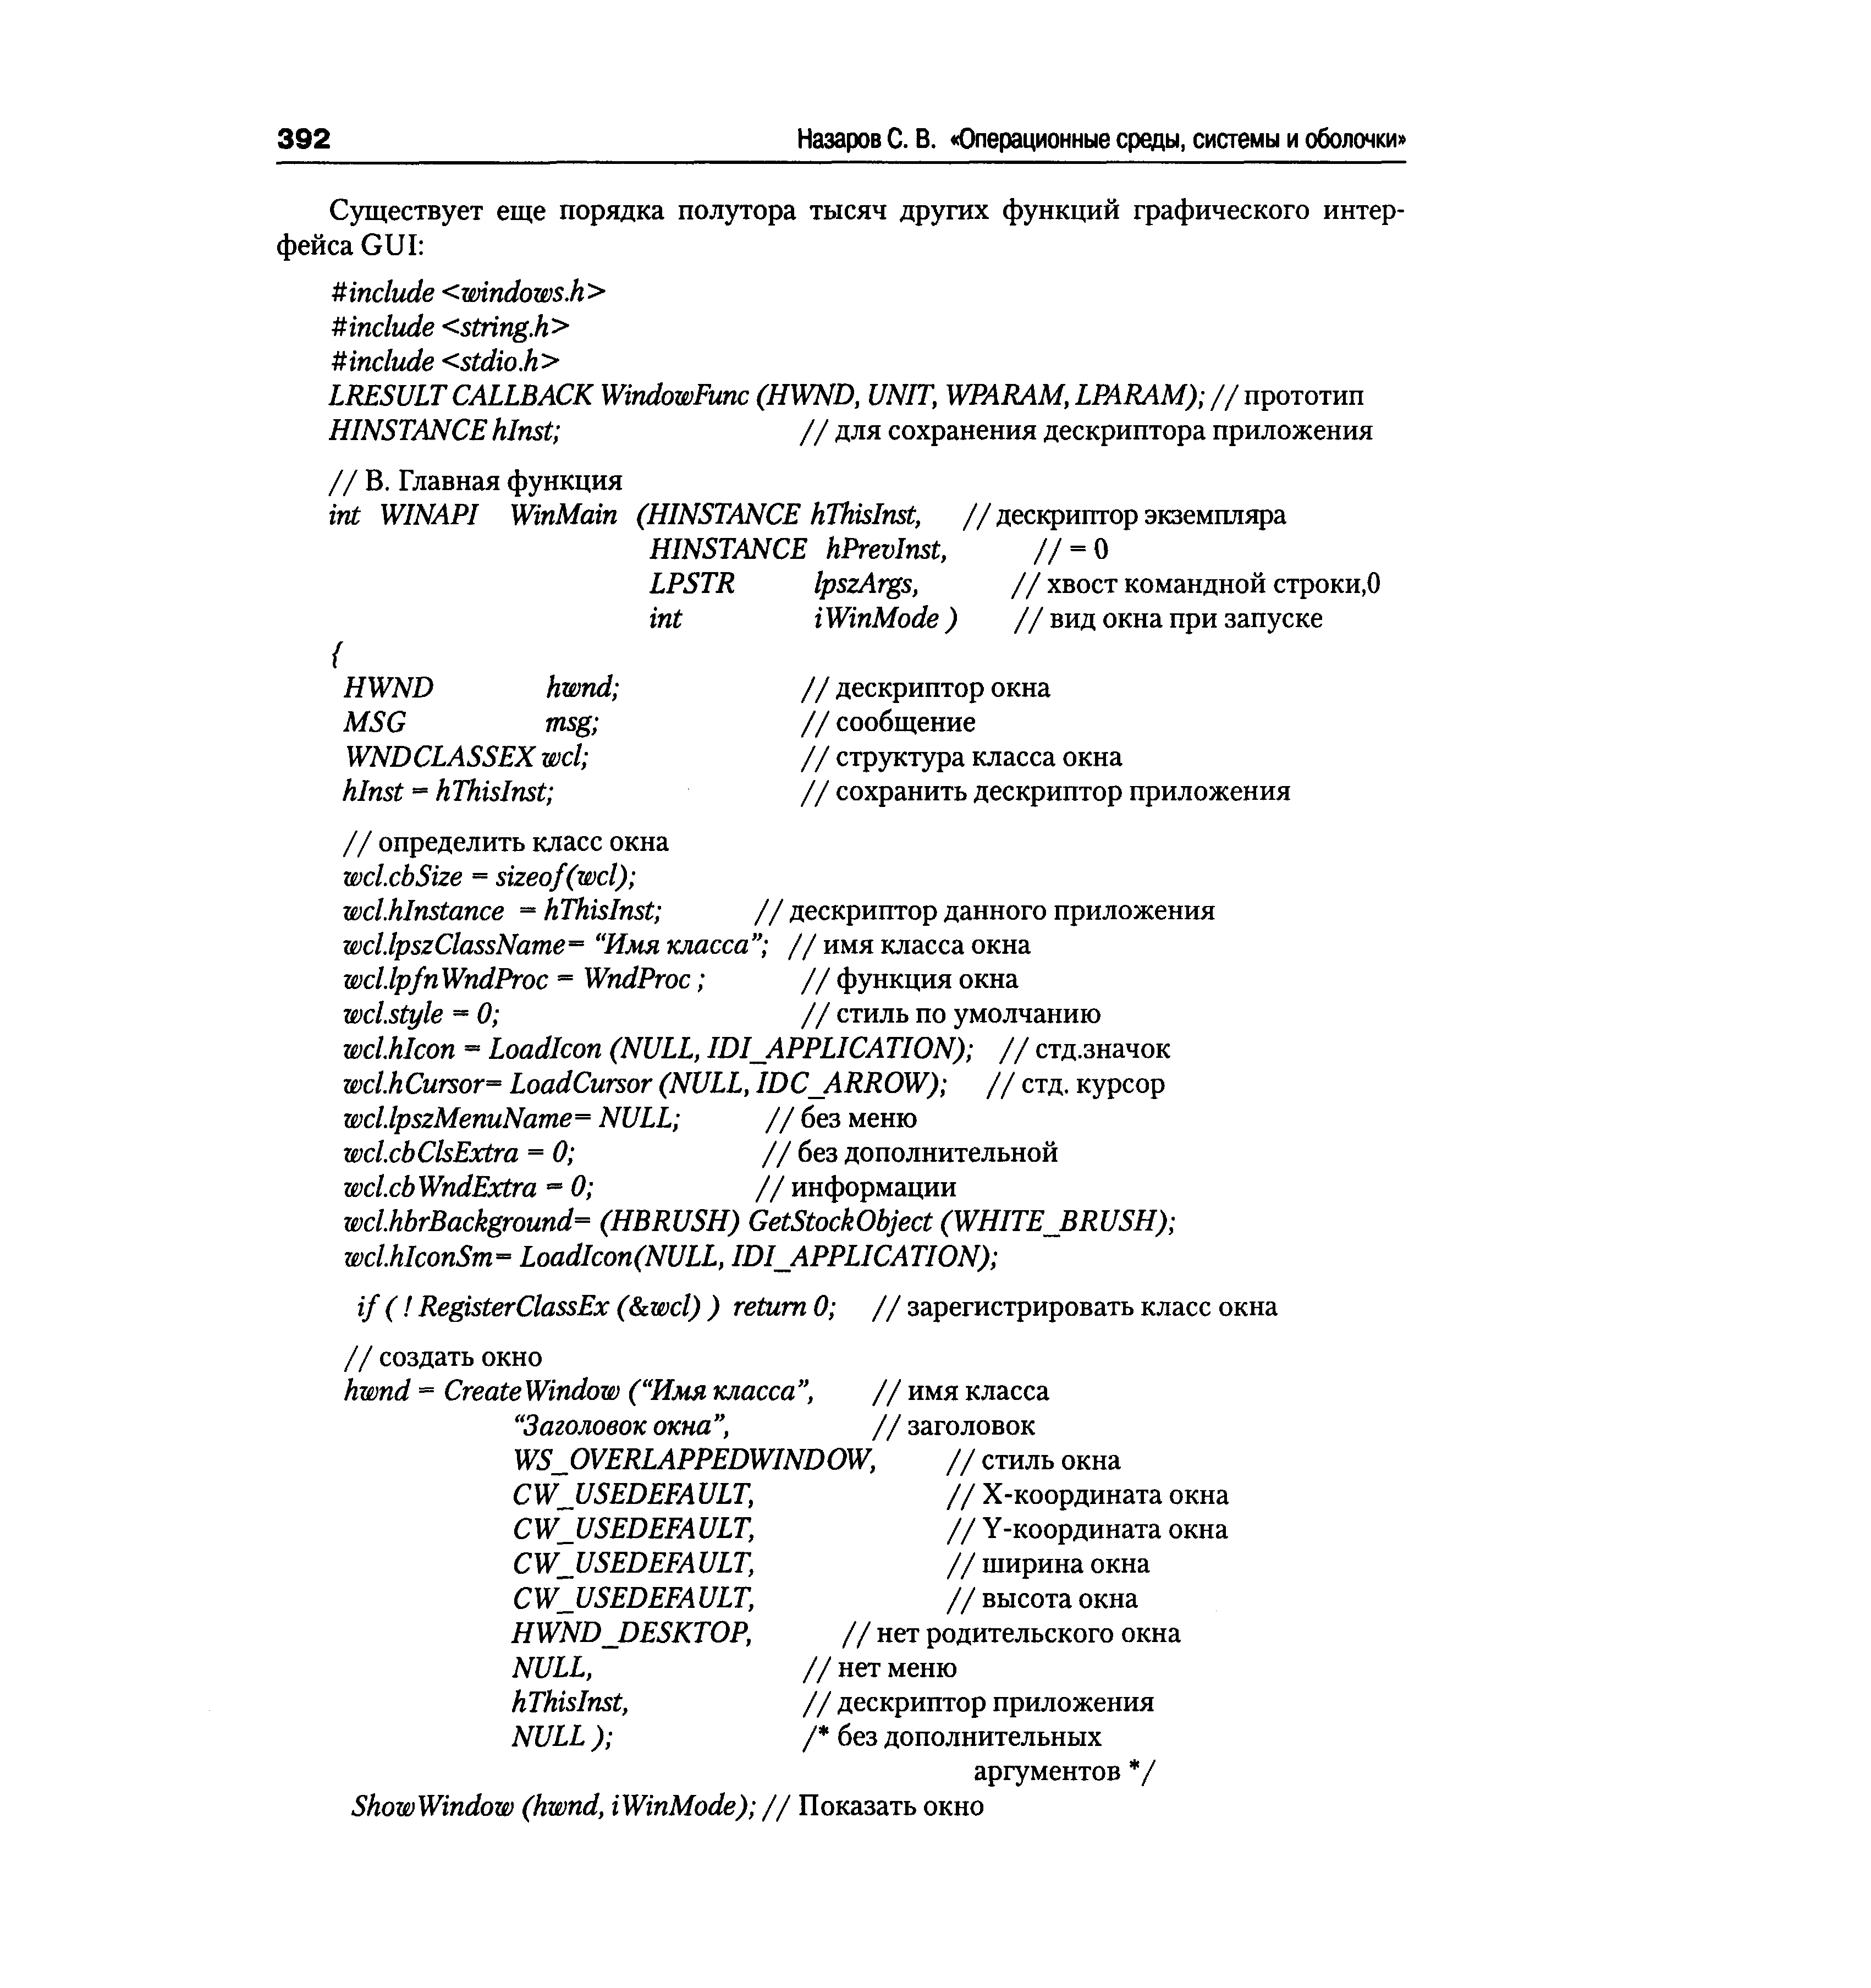 392 Назаров С. В. «Операционные среды, системы и оболочки»
Существует еще порядка полутора тысяч других функций графического интер-
фейса GUI:
#include <windows.h>
#include <string.h>
#include <stdio.h>
LRESULT CALLBACK WindowFunc (HWND, UNIT, WPARAM, LPARAM); // прототип
HINSTANCE hInst; // для сохранения дескриптора приложения
// В. Главная функция
int WINAPI WinMain (HINSTANCE hThisInst, // дескриптор экземпляра
HINSTANCE hPrevInst, // = 0
LPSTR lpszArgs, // хвост командной строки,0
int iWinMode ) // вид окна при запуске
{
HWND hwnd; // дескриптор окна
MSG msg; // сообщение
WNDCLASSEX wcl; // структура класса окна
hInst = hThisInst; // сохранить дескриптор приложения
// определить класс окна
wcl.cbSize = sizeof(wcl);
wcl.hInstance = hThisInst; // дескриптор данного приложения
wcl.lpszClassName= “Имя класса”; // имя класса окна
wcl.lpfnWndProc = WndProc ; // функция окна
wcl.style = 0; // стиль по умолчанию
wcl.hIcon = LoadIcon (NULL, IDI_APPLICATION); // стд.значок
wcl.hCursor= LoadCursor (NULL, IDC_ARROW); // стд. курсор
wcl.lpszMenuName= NULL; // без меню
wcl.cbClsExtra = 0; // без дополнительной
wcl.cbWndExtra = 0; // информации
wcl.hbrBackground= (HBRUSH) GetStockObject (WHITE_BRUSH);
wcl.hIconSm= LoadIcon(NULL, IDI_APPLICATION);
if ( ! RegisterClassEx (&wcl) ) return 0; // зарегистрировать класс окна
// создать окно
hwnd = CreateWindow (“Имя класса”, // имя класса
“Заголовок окна”, // заголовок
WS_OVERLAPPEDWINDOW, // стиль окна
CW_USEDEFAULT, // X-координата окна
CW_USEDEFAULT, // Y-координата окна
CW_USEDEFAULT, // ширина окна
CW_USEDEFAULT, // высота окна
HWND_DESKTOP, // нет родительского окна
NULL, // нет меню
hThisInst, // дескриптор приложения
NULL ); /* без дополнительных
аргументов */
ShowWindow (hwnd, iWinMode); // Показать окно